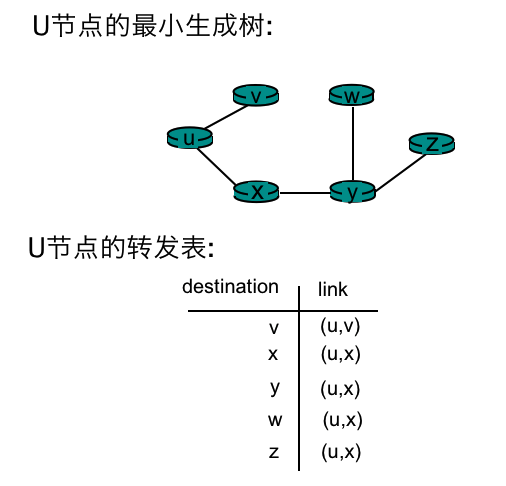 U节点的最小生成树:
v w
u z
x y
U节点的转发表:
destination link
v (u,v)
x (u,x)
y (u,x)
w (u,x)
z (u,x)